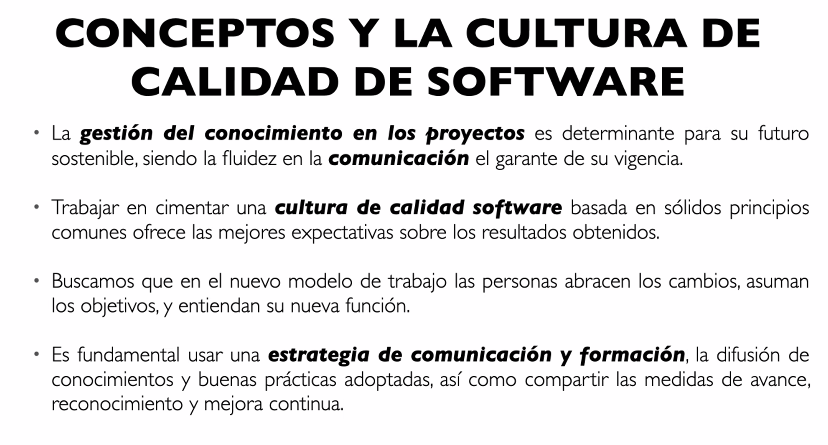 CONCEPTOS Y LA CULTURA DE
CALIDAD DE SOFTWARE
• La gestión del conocimiento en los proyectos es determinante para su futuro
sostenible, siendo la fluidez en la comunicación el garante de su vigencia.
• Trabajar en cimentar una cultura de calidad software basada en sólidos principios
comunes ofrece las mejores expectativas sobre los resultados obtenidos.
• Buscamos que en el nuevo modelo de trabajo las personas abracen los cambios, asuman
los objetivos, y entiendan su nueva función.
• Es fundamental usar una estrategia de comunicación y formación, la difusión de
conocimientos y buenas prácticas adoptadas, así como compartir las medidas de avance,
reconocimiento y mejora continua.